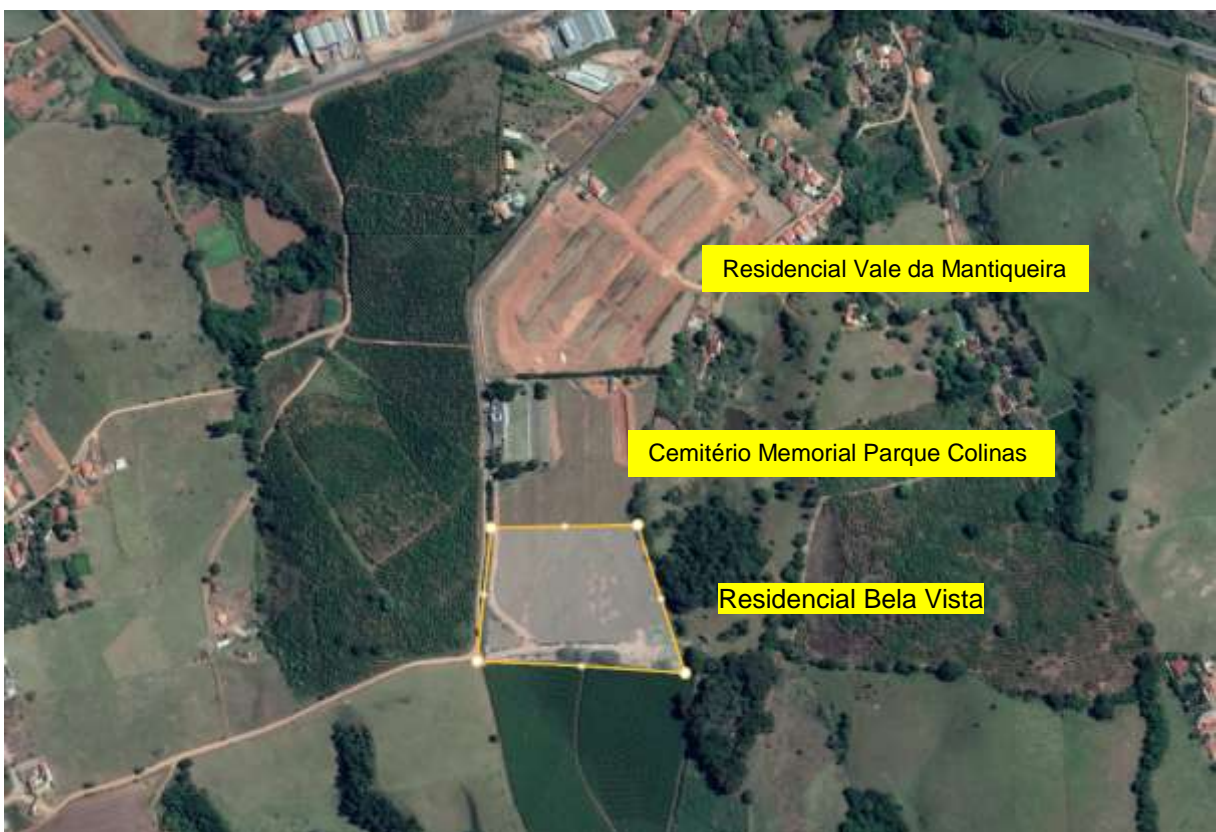 Residencial Vale da Mantiqueira
Cemitério Memorial Parque Colinas
Residencial Bela Vista